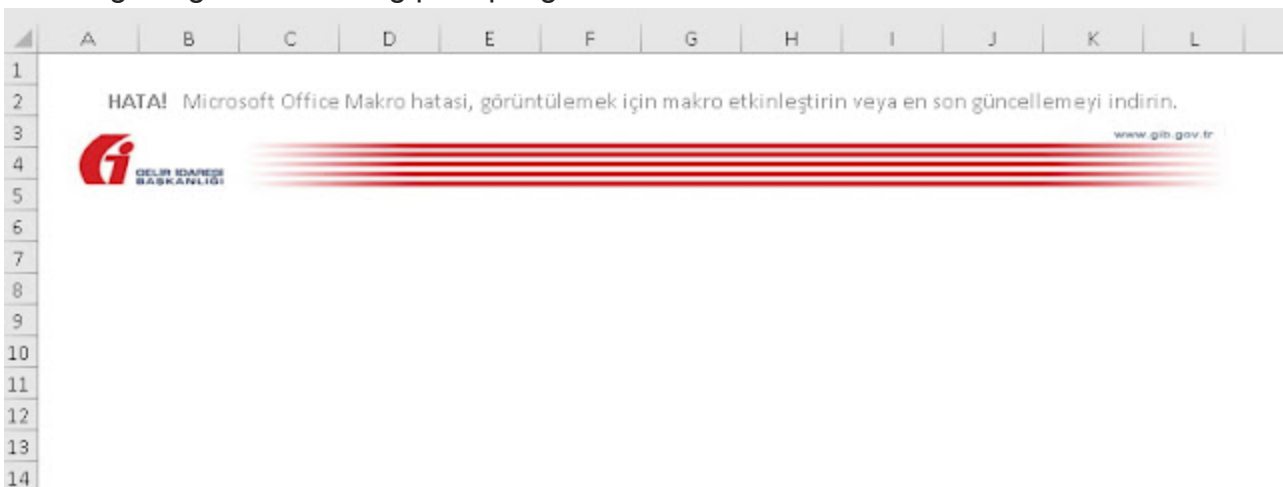 A B C D E F G H I J K L
1
2 HATA! Microsoft Office Makro hatasi, görüntülemek için makro etkinleştirin veya en son güncellemeyi indirin.
3 www.gib.gov.tr
4 GELİR İDARESİ
BAŞKANLIĞI
5
6
7
8
9
10
11
12
13
14